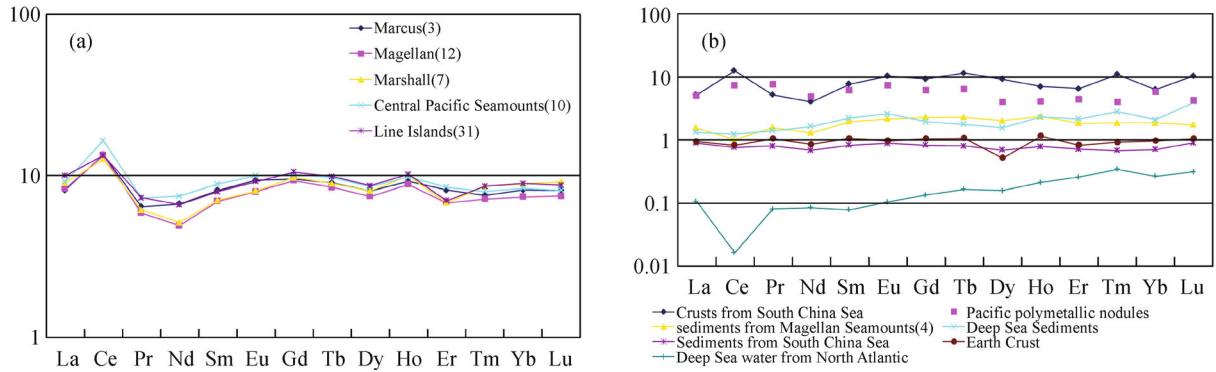 100
10
1
(a)
Marcus(3)
Magellan(12)
Marshall(7)
Central Pacific Seamounts(10)
Line Islands(31)
La Ce Pr Nd Sm Eu Gd Tb Dy Ho Er Tm Yb Lu
100
10
1
0.1
0.01
(b)
La Ce Pr Nd Sm Eu Gd Tb Dy Ho Er Tm Yb Lu
Crusts from South China Sea Pacific polymetallic nodules
sediments from Magellan Seamounts(4) Deep Sea Sediments
Sediments from South China Sea Earth Crust
Deep Sea water from North Atlantic